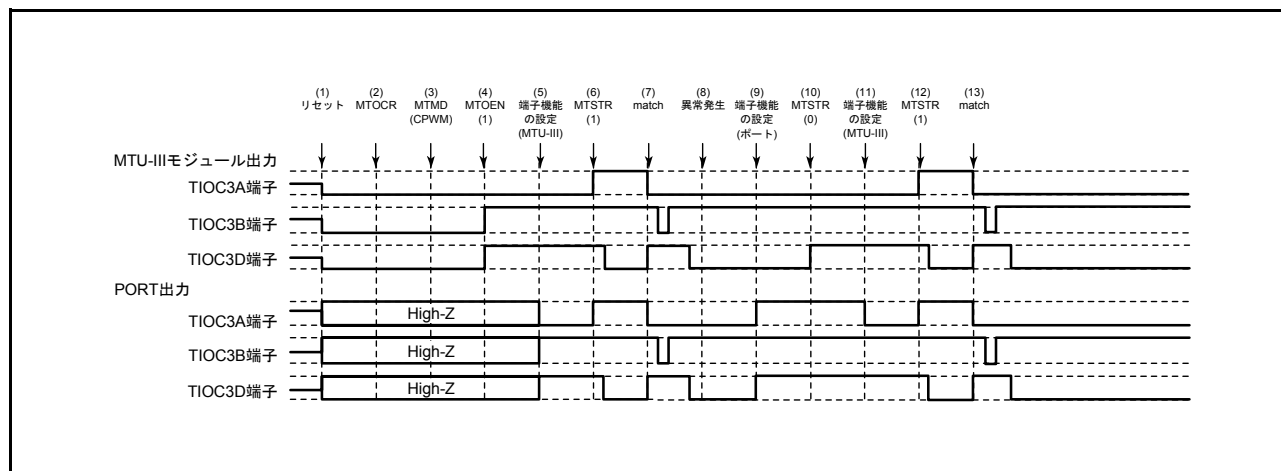 (1) (2) (3) (4) (5) (6) (7) (8) (9) (10) (11) (12) (13)
リセット MTOCR MTMD MTOEN 端子機能 MTSTR match 異常発生 端子機能 MTSTR 端子機能 MTSTR match
(CPWM) (1) の設定 (1) の設定 (0) の設定 (1)
(MTU-III) (ポート) (MTU-III)
MTU-IIIモジュール出力
TIOC3A端子
TIOC3B端子
TIOC3D端子
PORT出力
TIOC3A端子 High-Z
TIOC3B端子 High-Z
TIOC3D端子 High-Z